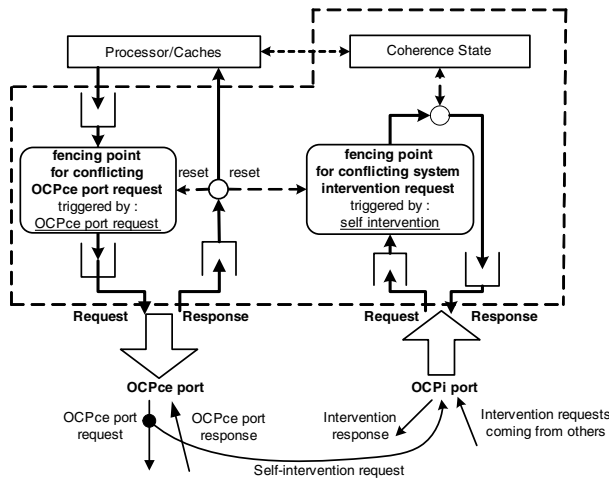 Processor/Caches
Coherence State
fencing point
for conflicting
OCPce port request
triggered by :
OCPce port request
reset
reset
fencing point
for conflicting system
intervention request
triggered by :
self intervention
Request
Response
Request
Response
OCPce port
OCPi port
OCPce port
request
OCPce port
response
Intervention
response
Intervention requests
coming from others
Self-intervention request